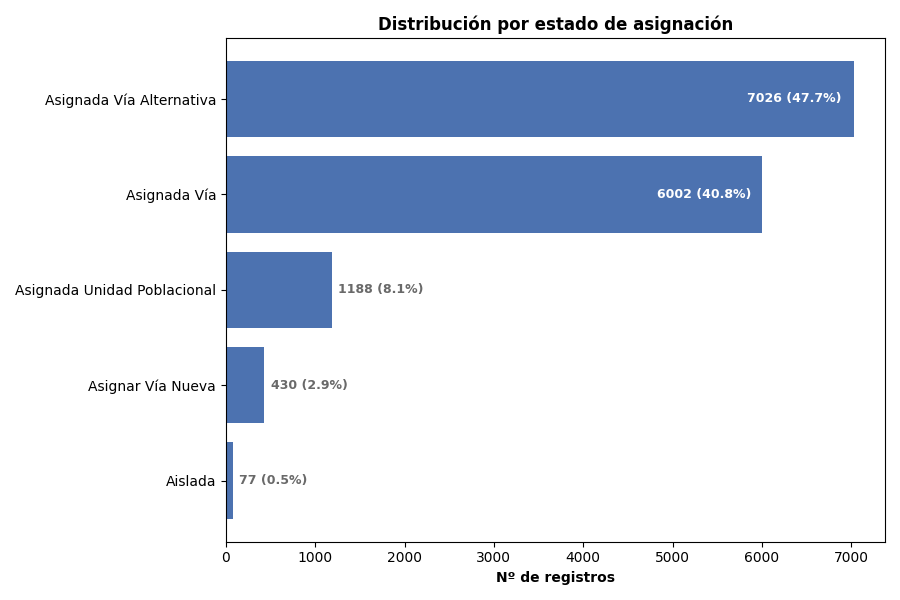 Distribución por estado de asignación
Asignada Vía Alternativa
7026 (47.7%)
Asignada Vía
6002 (40.8%)
Asignada Unidad Poblacional
1188 (8.1%)
Asignar Vía Nueva
430 (2.9%)
Aislada
77 (0.5%)
0 1000 2000 3000 4000 5000 6000 7000
Nº de registros